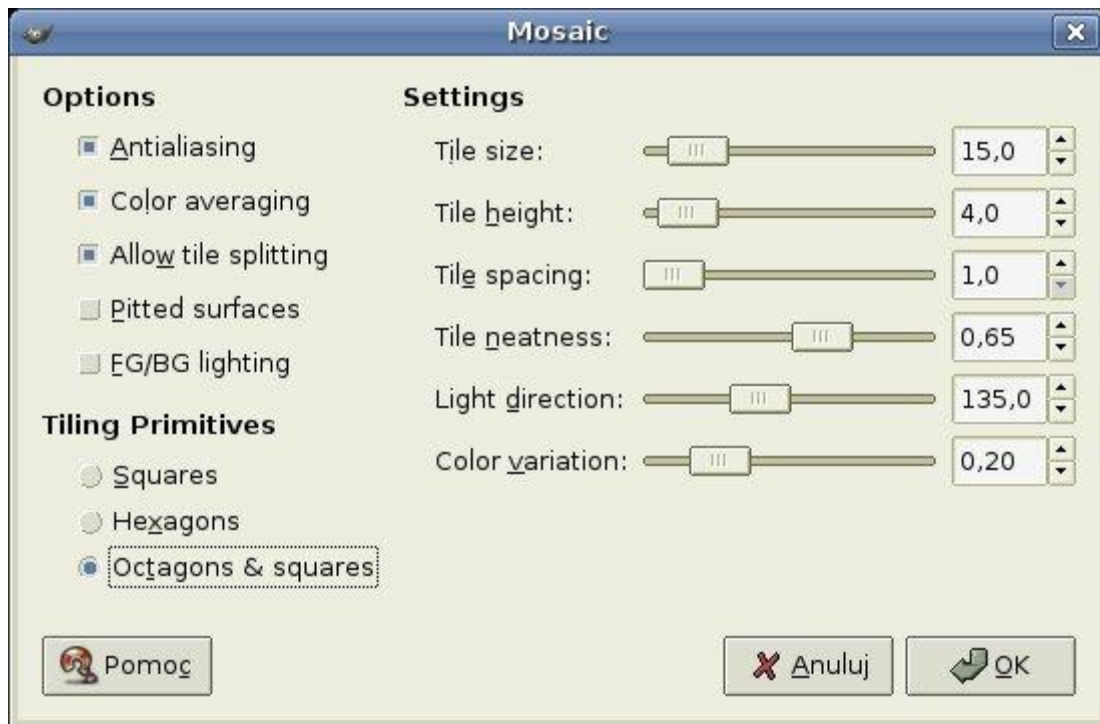 Mosaic
Options
Antialiasing
Color averaging
Allow tile splitting
Pitted surfaces
FG/BG lighting
Tiling Primitives
Squares
Hexagons
Octagons & squares
Settings
Tile size: 15,0
Tile height: 4,0
Tile spacing: 1,0
Tile neatness: 0,65
Light direction: 135,0
Color variation: 0,20
Pomoc
Anuluj
OK